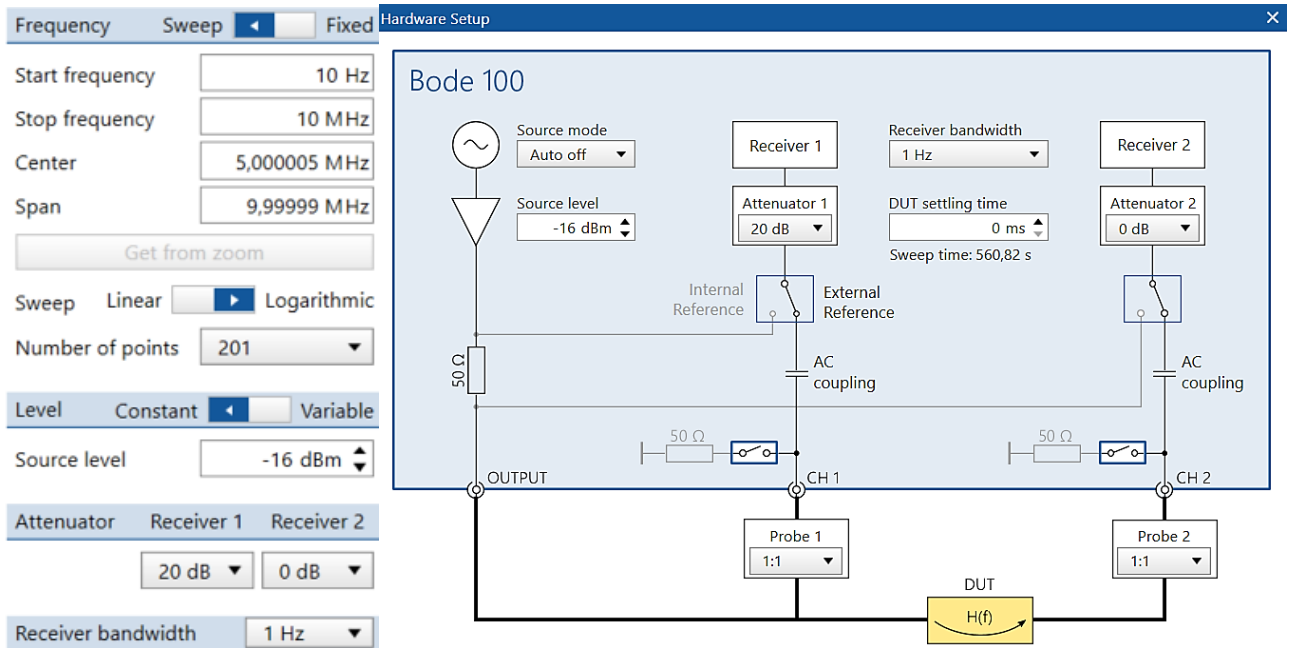 Frequency Sweep Fixed
Start frequency 10 Hz
Stop frequency 10 MHz
Center 5,000005 MHz
Span 9,99999 MHz
Get from zoom
Sweep Linear Logarithmic
Number of points 201
Level Constant Variable
Source level -16 dBm
Attenuator Receiver 1 Receiver 2
20 dB 0 dB
Receiver bandwidth 1 Hz
Hardware Setup
Bode 100
Source mode
Auto off
Source level
-16 dBm
Receiver 1
Attenuator 1
20 dB
Receiver bandwidth
1 Hz
DUT settling time
0 ms
Sweep time: 560,82 s
Receiver 2
Attenuator 2
0 dB
Internal
Reference
External
Reference
50 Ω
AC
coupling
AC
coupling
50 Ω
50 Ω
OUTPUT
CH 1
CH 2
Probe 1
1:1
Probe 2
1:1
DUT
H(f)